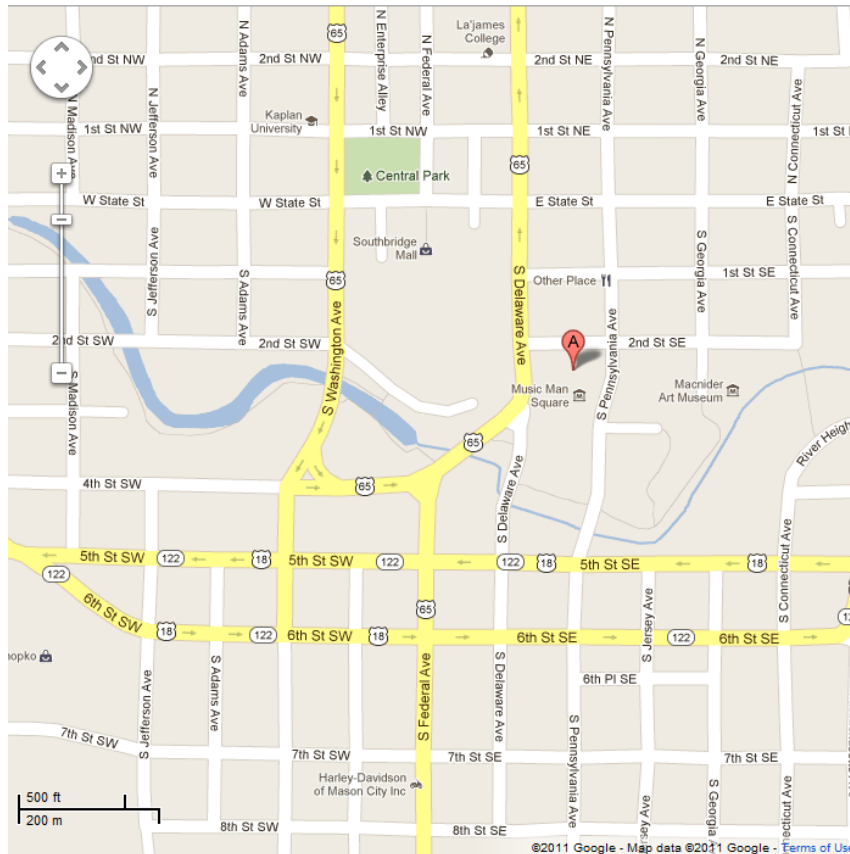 65
La'james
College
2nd St NW
2nd St NW
2nd St NE
2nd St NE
N Madison Ave
N Jefferson Ave
N Adams Ave
N Enterprise Alley
N Federal Ave
N Pennsylvania Ave
N Georgia Ave
N Connecticut Ave
Kaplan
University
1st St NW
1st St NW
1st St NE
1st St N
65
Central Park
W State St
W State St
E State St
E State St
S Jefferson Ave
S Adams Ave
Southbridge
Mall
65
S Washington Ave
S Delaware Ave
Other Place
1st St SE
S Georgia Ave
S Connecticut Ave
2nd St SW
2nd St SW
2nd St SE
A
S Madison Ave
Music Man
Square
S Pennsylvania Ave
Macnider
Art Museum
65
River Heigh
4th St SW
65
S Delaware Ave
S Connecticut Ave
5th St SW
122
18
5th St SW
122
122
18
5th St SE
18
122
6th St SW
18
122
6th St SW
18
65
6th St SE
S Jersey Ave
122
6th St SE
12
opko
S Jefferson Ave
S Adams Ave
S Federal Ave
S Delaware Ave
6th Pl SE
S Pennsylvania Ave
7th St SW
7th St SW
7th St SE
7th St SE
Harley-Davidson
of Mason City Inc
S Georgia
Jersey Ave
onnecticut Ave
500 ft
200 m
8th St SW
8th St SE
©2011 Google - Map data ©2011 Google - Terms of Use